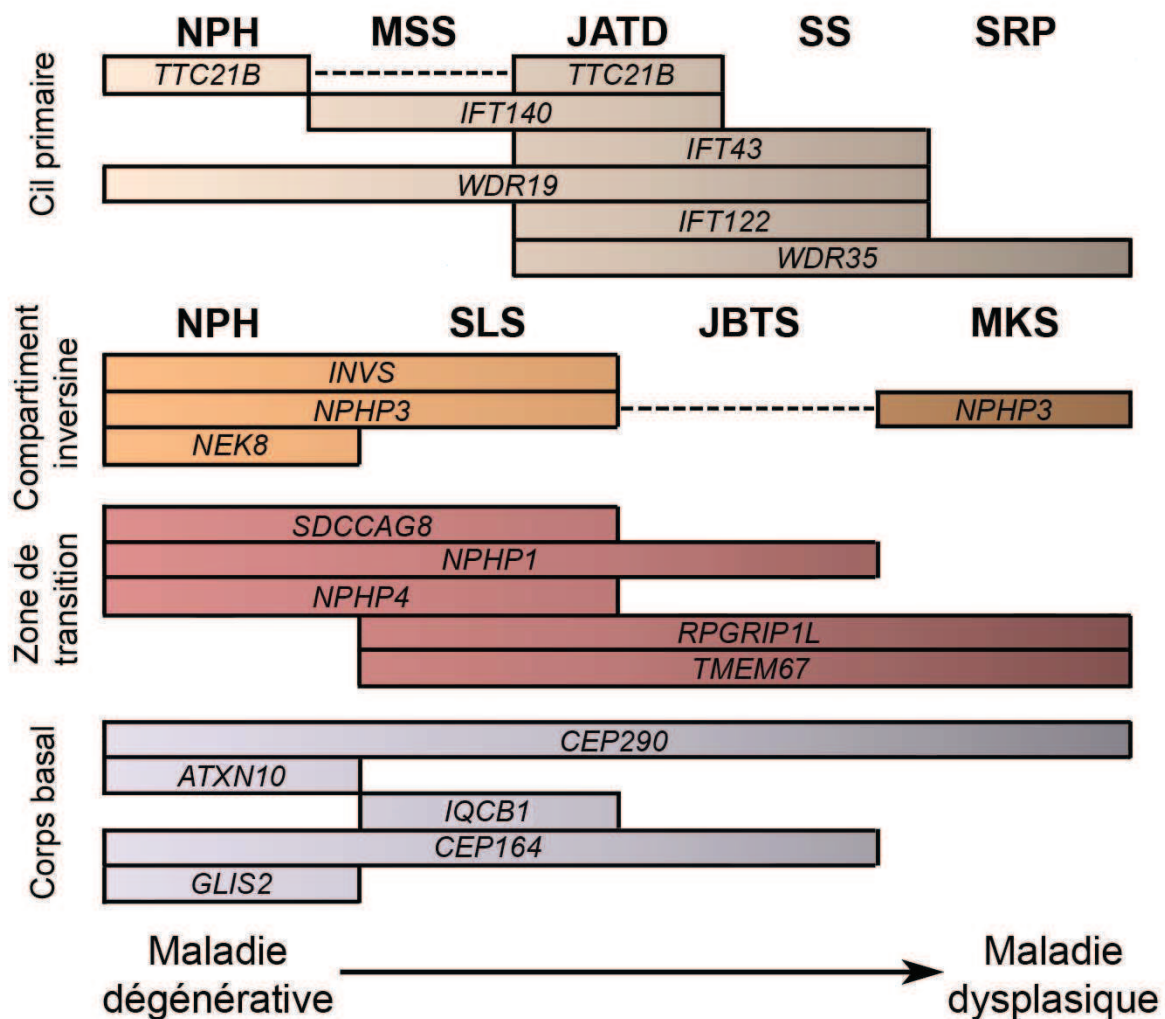 NPH MSS JATD SS SRP
Cil primaire
TTC21B TTC21B
IFT140
IFT43
WDR19
IFT122
WDR35
NPH SLS JBTS MKS
Compartiment
inversine
INVS
NPHP3 NPHP3
NEK8
Zone de
transition
SDCCAG8
NPHP1
NPHP4
RPGRIP1L
TMEM67
Corps basal
CEP290
ATXN10
IQCB1
CEP164
GLIS2
Maladie
dégénérative
Maladie
dysplasique